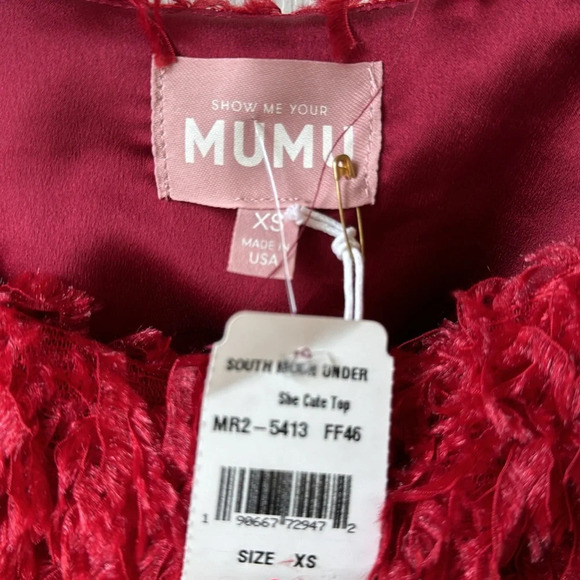 SHOW ME YOUR
MUMU
XS
MADE IN
USA
SOUTH MOON UNDER
She Cute Top
MR2-5413 FF46
1 90667 72947 2
SIZE XS